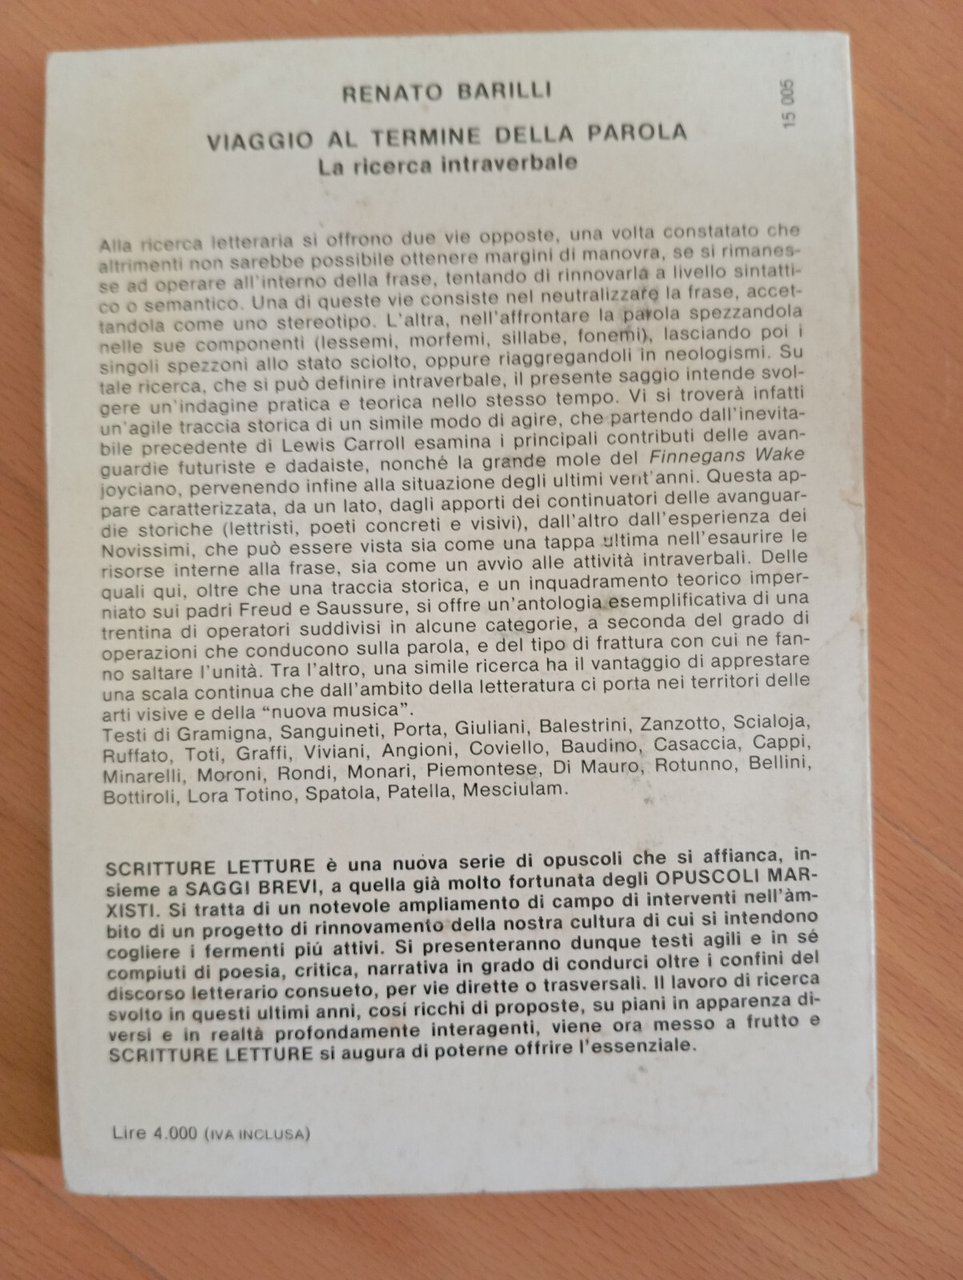 RENATO BARILLI
15 005
VIAGGIO AL TERMINE DELLA PAROLA
La ricerca intraverbale
Alla ricerca letteraria si offrono due vie opposte, una volta constatato che
altrimenti non sarebbe possibile ottenere margini di manovra, se si rimanes-
se ad operare all'interno della frase, tentando di rinnovarla a livello sintatti-
co o semantico. Una di queste vie consiste nel neutralizzare la frase, accet-
tandola come uno stereotipo. L'altra, nell'affrontare la parola spezzandola
nelle sue componenti (lessemi, morfemi, sillabe, fonemi), lasciando poi i
singoli spezzoni allo stato sciolto, oppure riaggregandoli in neologismi. Su
tale ricerca, che si può definire intraverbale, il presente saggio intende svol-
gere un'indagine pratica e teorica nello stesso tempo. Vi si troverà infatti
un'agile traccia storica di un simile modo di agire, che partendo dall'inevita-
bile precedente di Lewis Carroll esamina i principali contributi delle avan-
guardie futuriste e dadaiste, nonché la grande mole del Finnegans Wake
joyciano, pervenendo infine alla situazione degli ultimi vent'anni. Questa ap-
pare caratterizzata, da un lato, dagli apporti dei continuatori delle avanguar-
die storiche (lettristi, poeti concreti e visivi), dall'altro dall'esperienza dei
Novissimi, che può essere vista sia come una tappa ultima nell'esaurire le
risorse interne alla frase, sia come un avvio alle attività intraverbali. Delle
quali qui, oltre che una traccia storica, e un inquadramento teorico imper-
niato sui padri Freud e Saussure, si offre un'antologia esemplificativa di una
trentina di operatori suddivisi in alcune categorie, a seconda del grado di
operazioni che conducono sulla parola, e del tipo di frattura con cui ne fan-
no saltare l'unità. Tra l'altro, una simile ricerca ha il vantaggio di apprestare
una scala continua che dall'ambito della letteratura ci porta nei territori delle
arti visive e della “nuova musica”.
Testi di Gramigna, Sanguineti, Porta, Giuliani, Balestrini, Zanzotto, Scialoja,
Ruffato, Toti, Graffi, Viviani, Angioni, Coviello, Baudino, Casaccia, Cappi,
Minarelli, Moroni, Rondi, Monari, Piemontese, Di Mauro, Rotunno, Bellini,
Bottiroli, Lora Totino, Spatola, Patella, Mesciulam.
SCRITTURE LETTURE è una nuova serie di opuscoli che si affianca, in-
sieme a SAGGI BREVI, a quella già molto fortunata degli OPUSCOLI MAR-
XISTI. Si tratta di un notevole ampliamento di campo di interventi nell'àm-
bito di un progetto di rinnovamento della nostra cultura di cui si intendono
cogliere i fermenti piú attivi. Si presenteranno dunque testi agili e in sé
compiuti di poesia, critica, narrativa in grado di condurci oltre i confini del
discorso letterario consueto, per vie dirette o trasversali. Il lavoro di ricerca
svolto in questi ultimi anni, cosí ricchi di proposte, su piani in apparenza di-
versi e in realtà profondamente interagenti, viene ora messo a frutto e
SCRITTURE LETTURE si augura di poterne offrire l'essenziale.
Lire 4.000 (IVA INCLUSA)